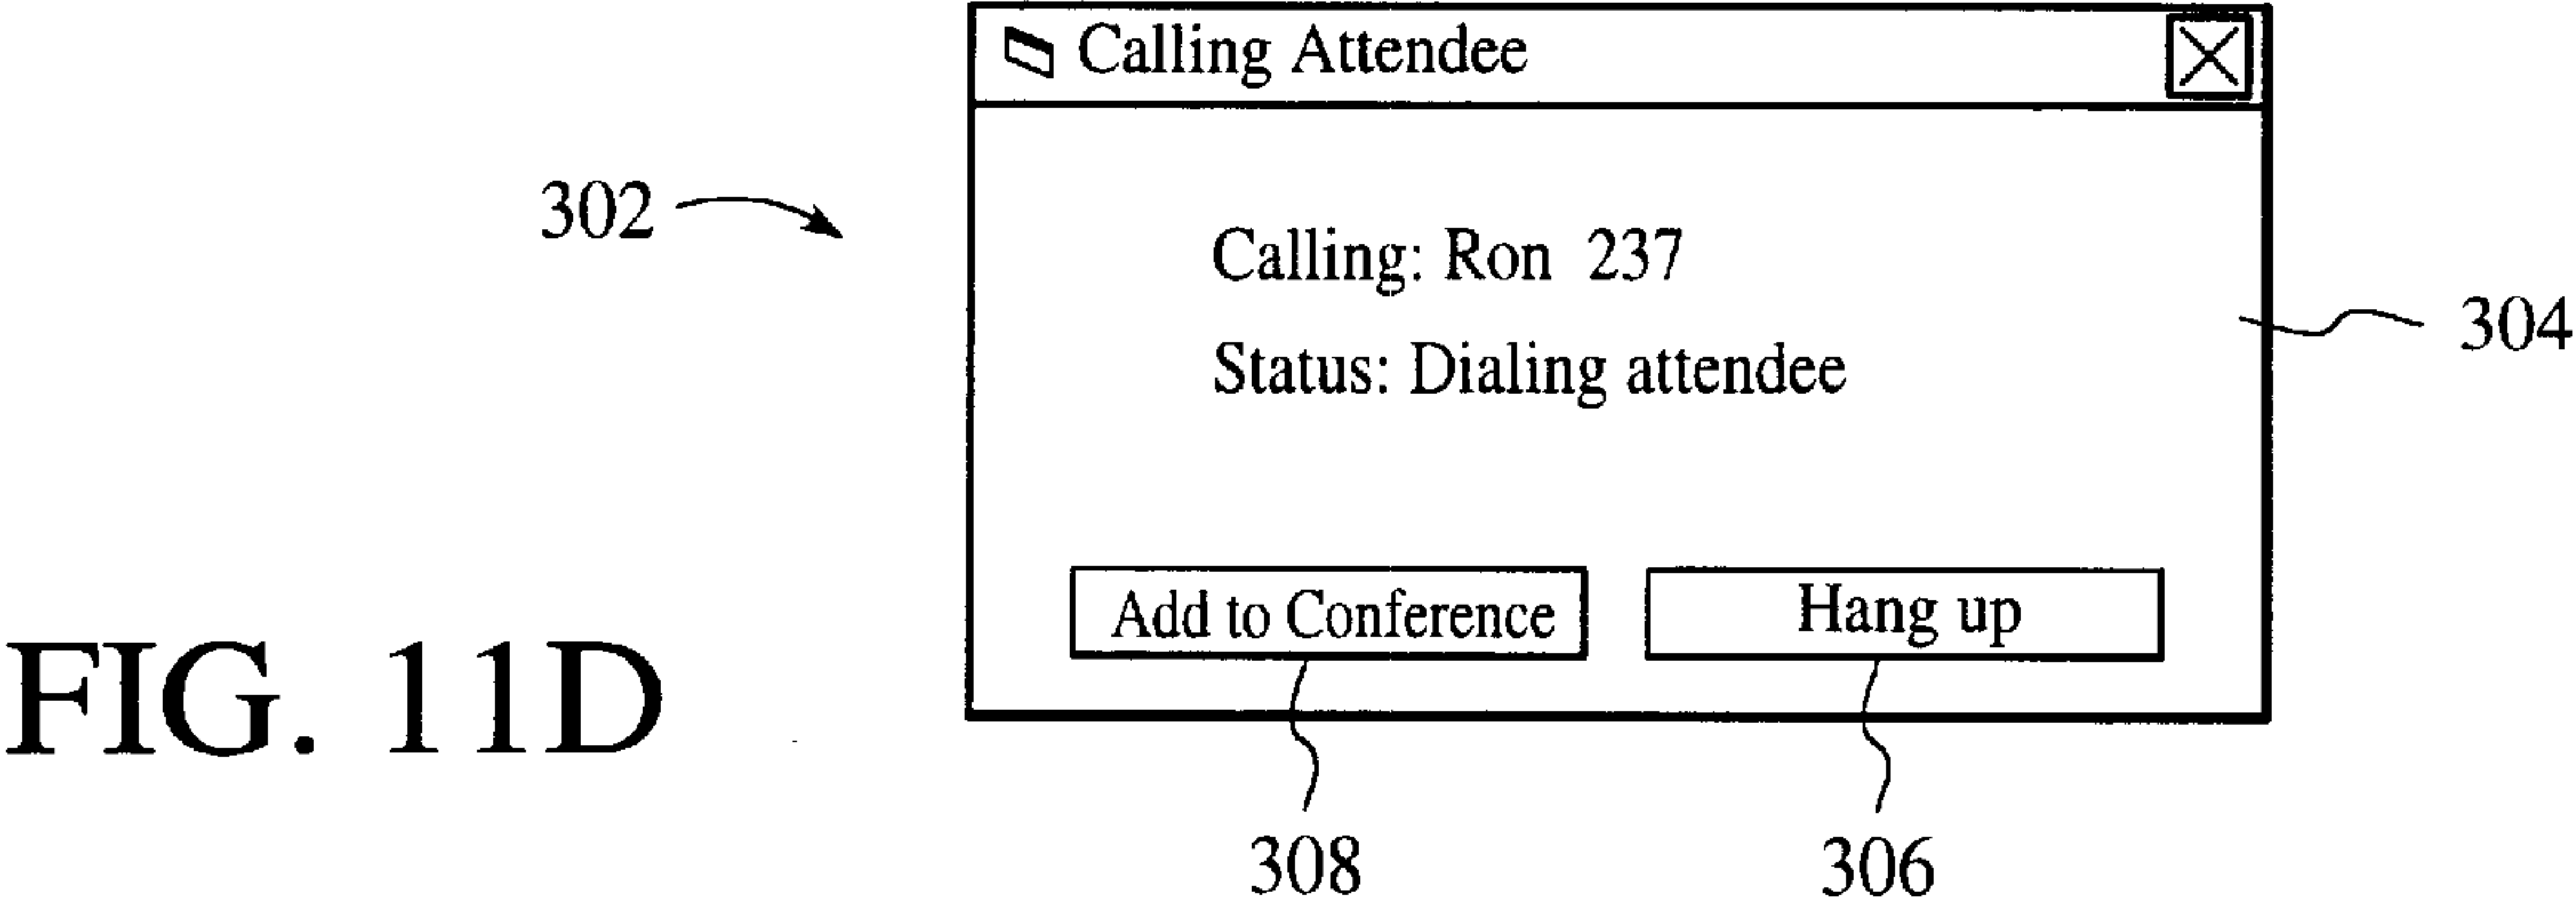 Calling Attendee
302
Calling: Ron 237
304
Status: Dialing attendee
Add to Conference
Hang up
FIG. 11D
308
306